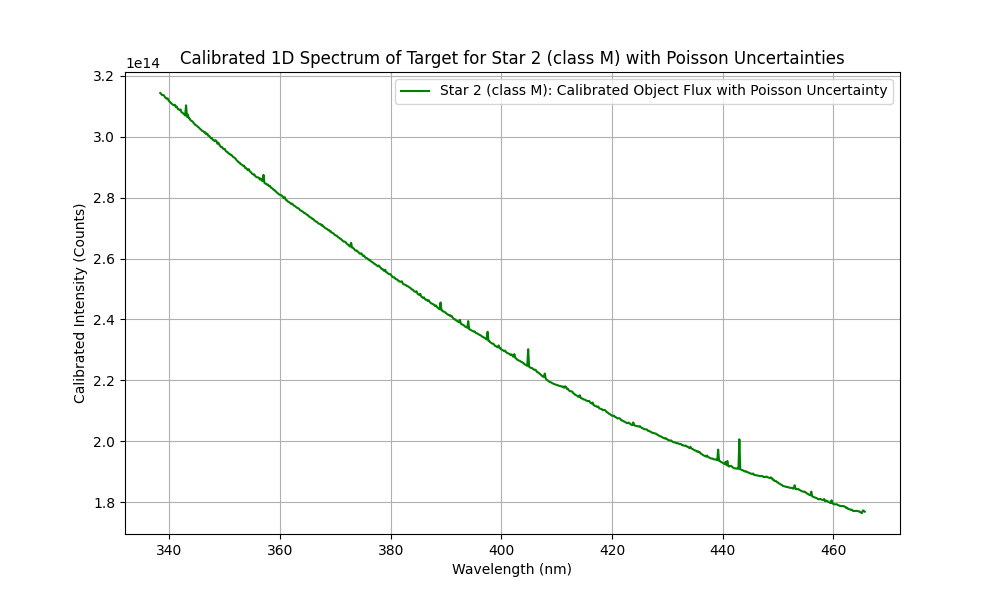 Calibrated 1D Spectrum of Target for Star 2 (class M) with Poisson Uncertainties
1e14
Star 2 (class M): Calibrated Object Flux with Poisson Uncertainty
3.2
3.0
2.8
2.6
2.4
2.2
2.0
1.8
Calibrated Intensity (Counts)
340 360 380 400 420 440 460
Wavelength (nm)